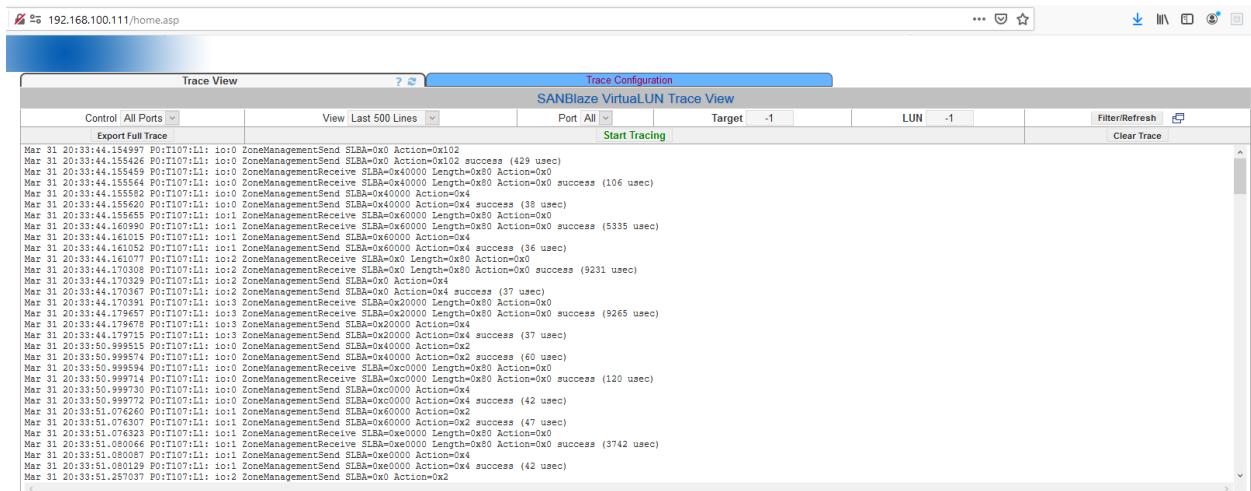 192.168.100.111/home.asp
Trace View ? Trace Configuration
SANBlaze VirtuaLUN Trace View
Control All Ports View Last 500 Lines Port All Target -1 LUN -1 Filter/Refresh
Export Full Trace Start Tracing Clear Trace
Mar 31 20:33:44.154997 P0:T107:L1: io:0 ZoneManagementSend SLBA=0x0 Action=0x102
Mar 31 20:33:44.155426 P0:T107:L1: io:0 ZoneManagementSend SLBA=0x0 Action=0x102 success (429 usec)
Mar 31 20:33:44.155459 P0:T107:L1: io:0 ZoneManagementReceive SLBA=0x40000 Length=0x80 Action=0x0
Mar 31 20:33:44.155564 P0:T107:L1: io:0 ZoneManagementReceive SLBA=0x40000 Length=0x80 Action=0x0 success (106 usec)
Mar 31 20:33:44.155582 P0:T107:L1: io:0 ZoneManagementSend SLBA=0x40000 Action=0x4
Mar 31 20:33:44.155620 P0:T107:L1: io:0 ZoneManagementSend SLBA=0x40000 Action=0x4 success (38 usec)
Mar 31 20:33:44.155655 P0:T107:L1: io:1 ZoneManagementReceive SLBA=0x60000 Length=0x80 Action=0x0
Mar 31 20:33:44.160990 P0:T107:L1: io:1 ZoneManagementReceive SLBA=0x60000 Length=0x80 Action=0x0 success (5335 usec)
Mar 31 20:33:44.161015 P0:T107:L1: io:1 ZoneManagementSend SLBA=0x60000 Action=0x4
Mar 31 20:33:44.161052 P0:T107:L1: io:1 ZoneManagementSend SLBA=0x60000 Action=0x4 success (36 usec)
Mar 31 20:33:44.161077 P0:T107:L1: io:2 ZoneManagementReceive SLBA=0x0 Length=0x80 Action=0x0
Mar 31 20:33:44.170308 P0:T107:L1: io:2 ZoneManagementReceive SLBA=0x0 Length=0x80 Action=0x0 success (9231 usec)
Mar 31 20:33:44.170329 P0:T107:L1: io:2 ZoneManagementSend SLBA=0x0 Action=0x4
Mar 31 20:33:44.170367 P0:T107:L1: io:2 ZoneManagementSend SLBA=0x0 Action=0x4 success (37 usec)
Mar 31 20:33:44.170391 P0:T107:L1: io:3 ZoneManagementReceive SLBA=0x20000 Length=0x80 Action=0x0
Mar 31 20:33:44.179657 P0:T107:L1: io:3 ZoneManagementReceive SLBA=0x20000 Length=0x80 Action=0x0 success (9265 usec)
Mar 31 20:33:44.179678 P0:T107:L1: io:3 ZoneManagementSend SLBA=0x20000 Action=0x4
Mar 31 20:33:44.179715 P0:T107:L1: io:3 ZoneManagementSend SLBA=0x20000 Action=0x4 success (37 usec)
Mar 31 20:33:50.999515 P0:T107:L1: io:0 ZoneManagementSend SLBA=0x40000 Action=0x2
Mar 31 20:33:50.999574 P0:T107:L1: io:0 ZoneManagementSend SLBA=0x40000 Action=0x2 success (60 usec)
Mar 31 20:33:50.999594 P0:T107:L1: io:0 ZoneManagementReceive SLBA=0xc0000 Length=0x80 Action=0x0
Mar 31 20:33:50.999714 P0:T107:L1: io:0 ZoneManagementReceive SLBA=0xc0000 Length=0x80 Action=0x0 success (120 usec)
Mar 31 20:33:50.999730 P0:T107:L1: io:0 ZoneManagementSend SLBA=0xc0000 Action=0x4
Mar 31 20:33:50.999772 P0:T107:L1: io:0 ZoneManagementSend SLBA=0xc0000 Action=0x4 success (42 usec)
Mar 31 20:33:51.076260 P0:T107:L1: io:1 ZoneManagementSend SLBA=0x60000 Action=0x2
Mar 31 20:33:51.076307 P0:T107:L1: io:1 ZoneManagementSend SLBA=0x60000 Action=0x2 success (47 usec)
Mar 31 20:33:51.076323 P0:T107:L1: io:1 ZoneManagementReceive SLBA=0xe0000 Length=0x80 Action=0x0
Mar 31 20:33:51.080066 P0:T107:L1: io:1 ZoneManagementReceive SLBA=0xe0000 Length=0x80 Action=0x0 success (3742 usec)
Mar 31 20:33:51.080087 P0:T107:L1: io:1 ZoneManagementSend SLBA=0xe0000 Action=0x4
Mar 31 20:33:51.080129 P0:T107:L1: io:1 ZoneManagementSend SLBA=0xe0000 Action=0x4 success (42 usec)
Mar 31 20:33:51.257037 P0:T107:L1: io:2 ZoneManagementSend SLBA=0x0 Action=0x2